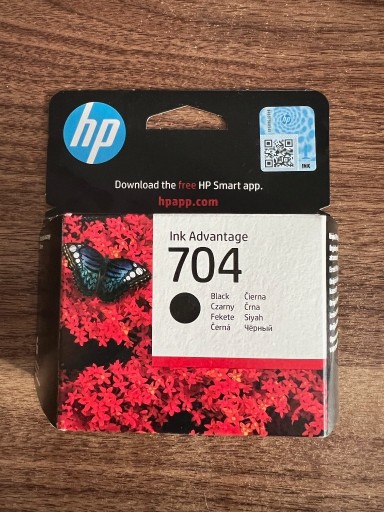 hp
INK
Download the free HP Smart app.
hpapp.com
Ink Advantage
704
Black Čierna
Czarny Črna
Fekete Siyah
Černá Чёрный